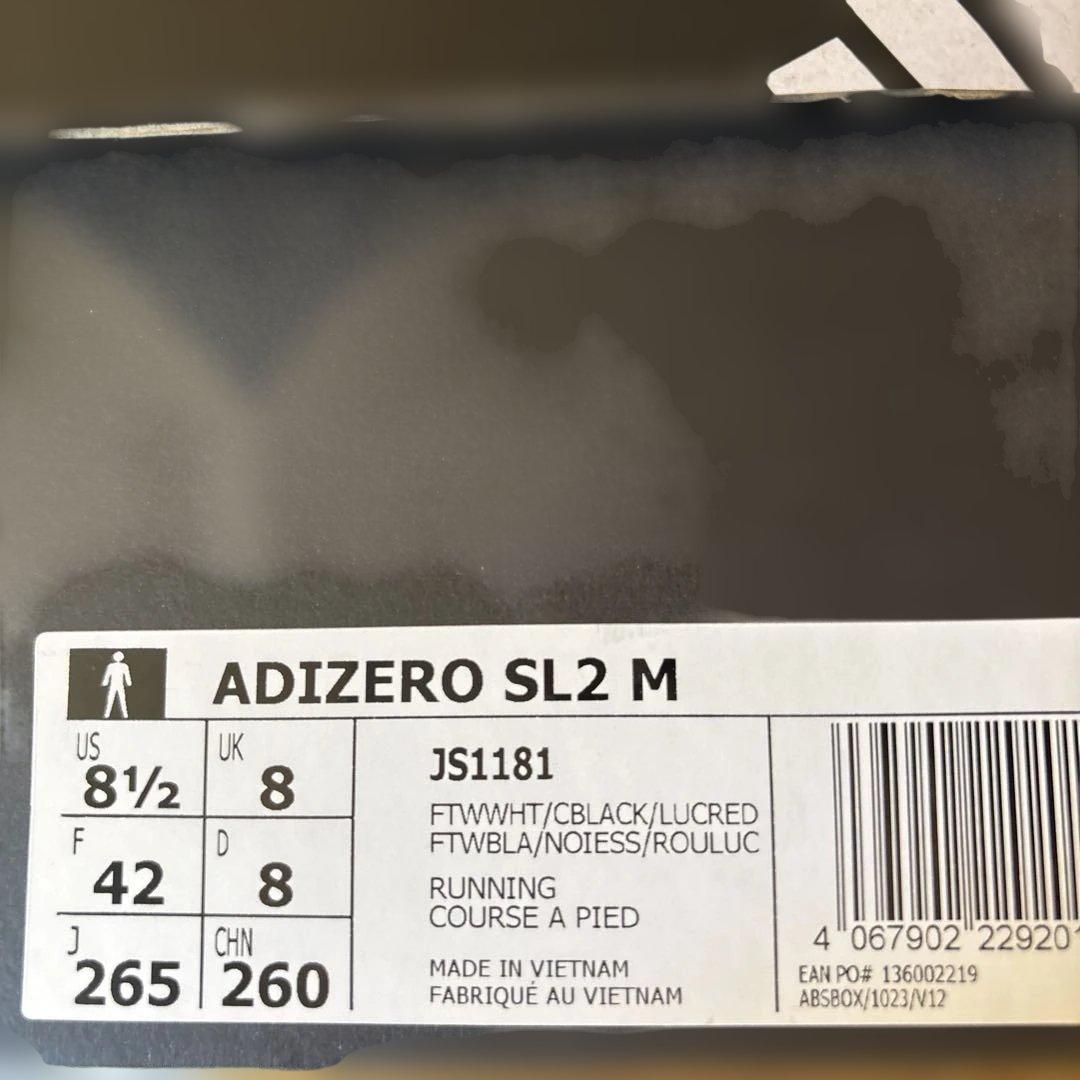 ADIZERO SL2 M
US 8½ UK 8
F 42 D 8
J 265 CHN 260
JS1181
FTWWHT/CBLACK/LUCRED
FTWBLA/NOIESS/ROULUC
RUNNING
COURSE A PIED
MADE IN VIETNAM
FABRIQUÉ AU VIETNAM
4 067902 229201
EAN PO# 136002219
ABSBOX/1023/V12